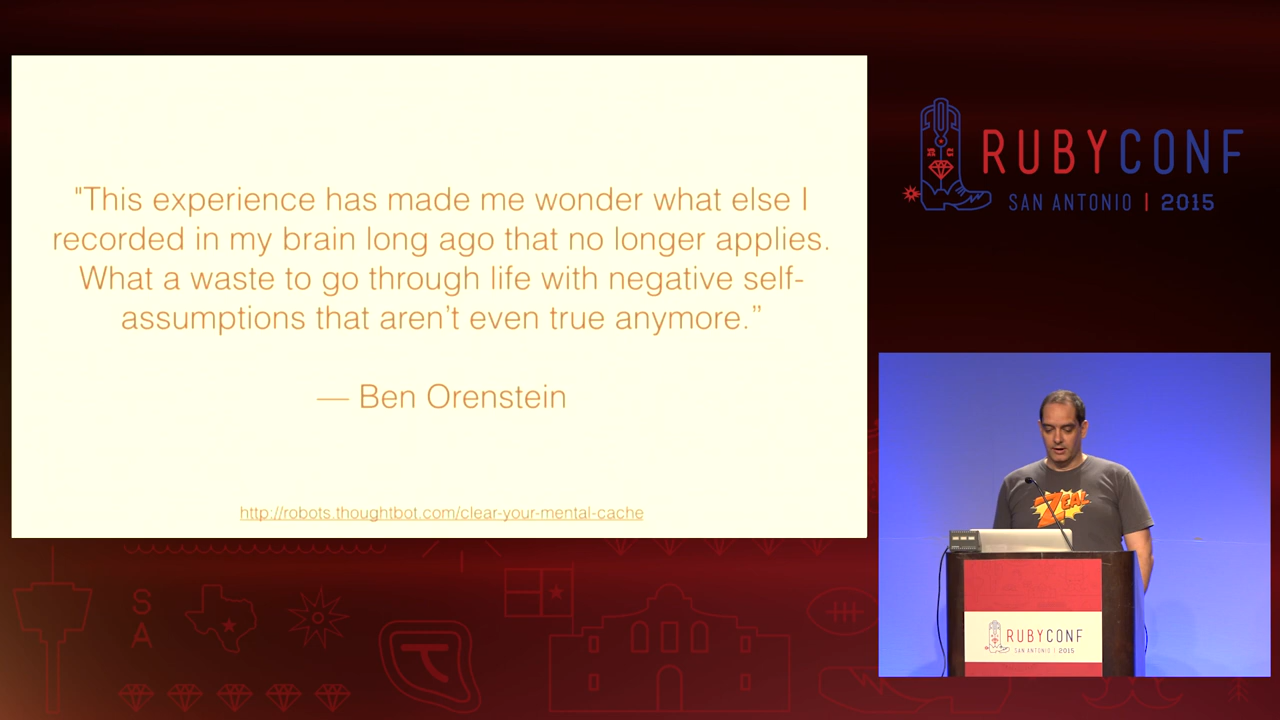 "This experience has made me wonder what else I
recorded in my brain long ago that no longer applies.
What a waste to go through life with negative self-
assumptions that aren’t even true anymore.”
— Ben Orenstein
http://robots.thoughtbot.com/clear-your-mental-cache
RUBYCONF
SAN ANTONIO | 2015
ZEAL
RUBYCONF
SAN ANTONIO | 2015
S
A